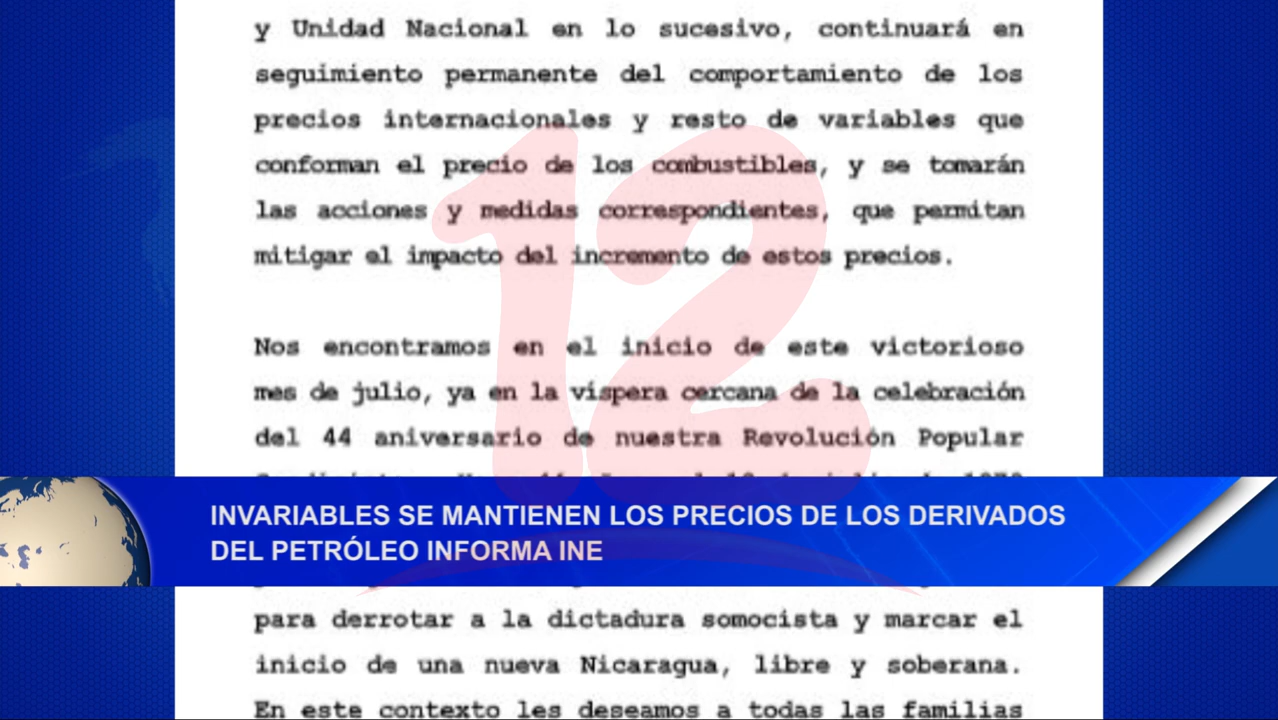 y Unidad Nacional en lo sucesivo, continuará en
seguimiento permanente del comportamiento de los
precios internacionales y resto de variables que
conforman el precio de los combustibles, y se tomarán
las acciones y medidas correspondientes, que permitan
mitigar el impacto del incremento de estos precios.
12
Nos encontramos en el inicio de este victorioso
mes de julio, ya en la víspera cercana de la celebración
del 44 aniversario de nuestra Revolución Popular
INVARIABLES SE MANTIENEN LOS PRECIOS DE LOS DERIVADOS
DEL PETRÓLEO INFORMA INE
para derrotar a la dictadura somocista y marcar el
inicio de una nueva Nicaragua, libre y soberana.
En este contexto les deseamos a todas las familias